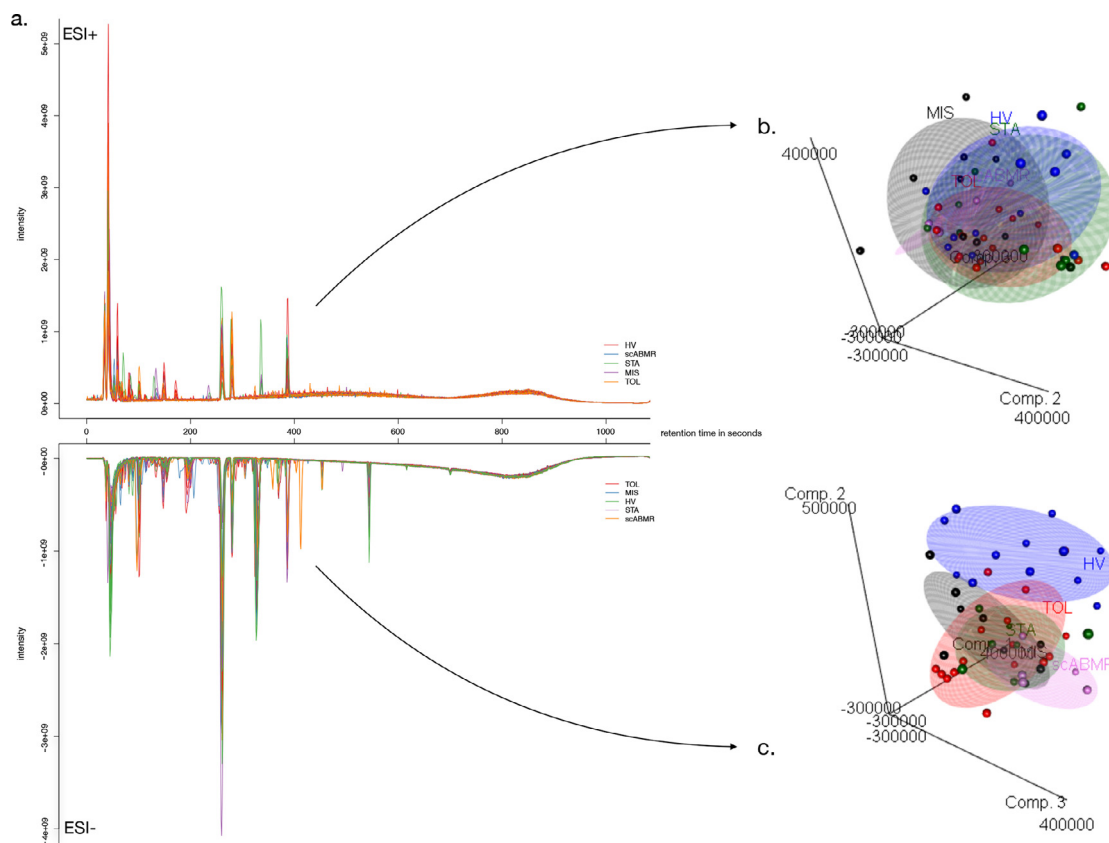 a.
ESI+
intensity
5e+09
4e+09
3e+09
2e+09
1e+09
0e+00
HV
scABMR
STA
MIS
TOL
0
200
400
600
800
1000
retention time in seconds
-0e+00
-1e+09
-2e+09
-3e+09
-4e+09
intensity
TOL
MIS
HV
STA
scABMR
ESI-
b.
MIS
HV
STA
TOL
400000
-300000
-300000
-300000
Comp. 2
400000
c.
Comp. 2
500000
HV
TOL
STA
MIS
scABMR
-300000
-300000
-300000
Comp. 3
400000